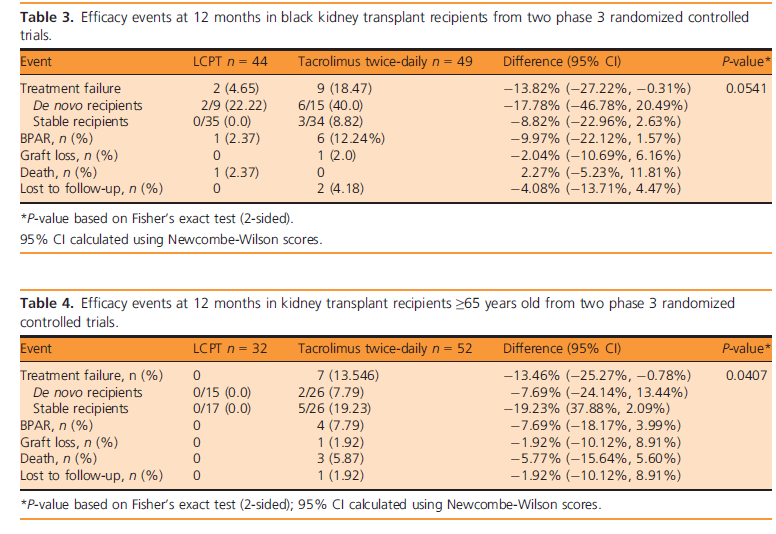 Table 3. Efficacy events at 12 months in black kidney transplant recipients from two phase 3 randomized controlled
trials.
Event LCPT n = 44 Tacrolimus twice-daily n = 49 Difference (95% CI) P-value*
Treatment failure 2 (4.65) 9 (18.47) −13.82% (−27.22%, −0.31%) 0.0541
De novo recipients 2/9 (22.22) 6/15 (40.0) −17.78% (−46.78%, 20.49%)
Stable recipients 0/35 (0.0) 3/34 (8.82) −8.82% (−22.96%, 2.63%)
BPAR, n (%) 1 (2.37) 6 (12.24%) −9.97% (−22.12%, 1.57%)
Graft loss, n (%) 0 1 (2.0) −2.04% (−10.69%, 6.16%)
Death, n (%) 1 (2.37) 0 2.27% (−5.23%, 11.81%)
Lost to follow-up, n (%) 0 2 (4.18) −4.08% (−13.71%, 4.47%)
*P-value based on Fisher's exact test (2-sided).
95% CI calculated using Newcombe-Wilson scores.
Table 4. Efficacy events at 12 months in kidney transplant recipients ≥65 years old from two phase 3 randomized
controlled trials.
Event LCPT n = 32 Tacrolimus twice-daily n = 52 Difference (95% CI) P-value*
Treatment failure, n (%) 0 7 (13.546) −13.46% (−25.27%, −0.78%) 0.0407
De novo recipients 0/15 (0.0) 2/26 (7.79) −7.69% (−24.14%, 13.44%)
Stable recipients 0/17 (0.0) 5/26 (19.23) −19.23% (37.88%, 2.09%)
BPAR, n (%) 0 4 (7.79) −7.69% (−18.17%, 3.99%)
Graft loss, n (%) 0 1 (1.92) −1.92% (−10.12%, 8.91%)
Death, n (%) 0 3 (5.87) −5.77% (−15.64%, 5.60%)
Lost to follow-up, n (%) 0 1 (1.92) −1.92% (−10.12%, 8.91%)
*P-value based on Fisher's exact test (2-sided); 95% CI calculated using Newcombe-Wilson scores.